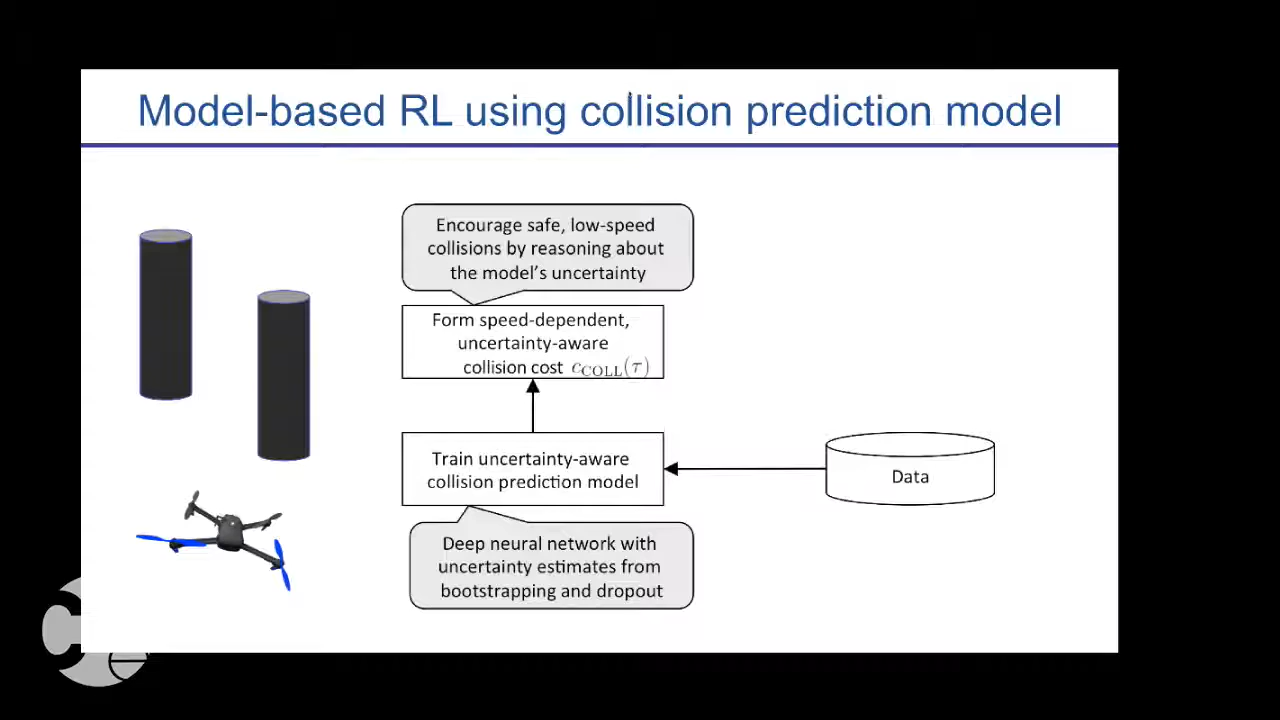 Model-based RL using collision prediction model
Encourage safe, low-speed
collisions by reasoning about
the model's uncertainty
Form speed-dependent,
uncertainty-aware
collision cost c_COLL(τ)
Train uncertainty-aware
collision prediction model
Data
Deep neural network with
uncertainty estimates from
bootstrapping and dropout